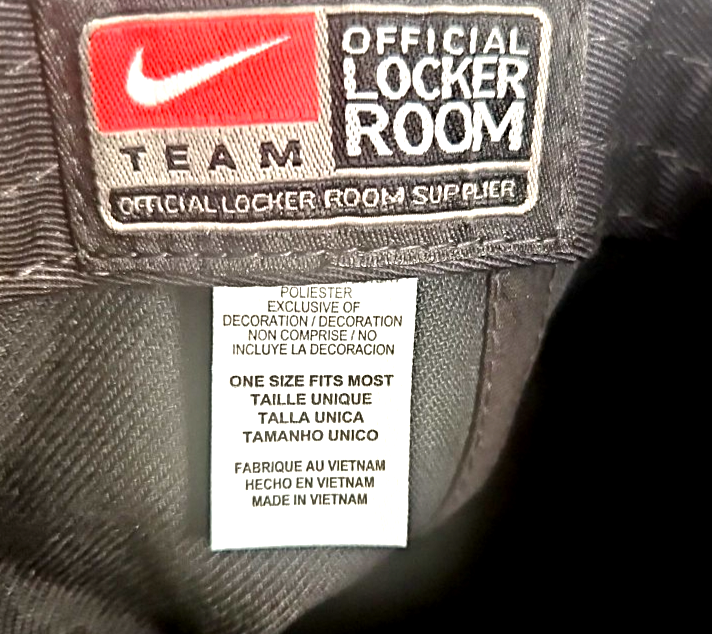 TEAM
OFFICIAL
LOCKER
ROOM
OFFICIAL LOCKER ROOM SUPPLIER
POLIESTER
EXCLUSIVE OF
DECORATION / DECORATION
NON COMPRISE / NO
INCLUYE LA DECORACION
ONE SIZE FITS MOST
TAILLE UNIQUE
TALLA UNICA
TAMANHO UNICO
FABRIQUE AU VIETNAM
HECHO EN VIETNAM
MADE IN VIETNAM